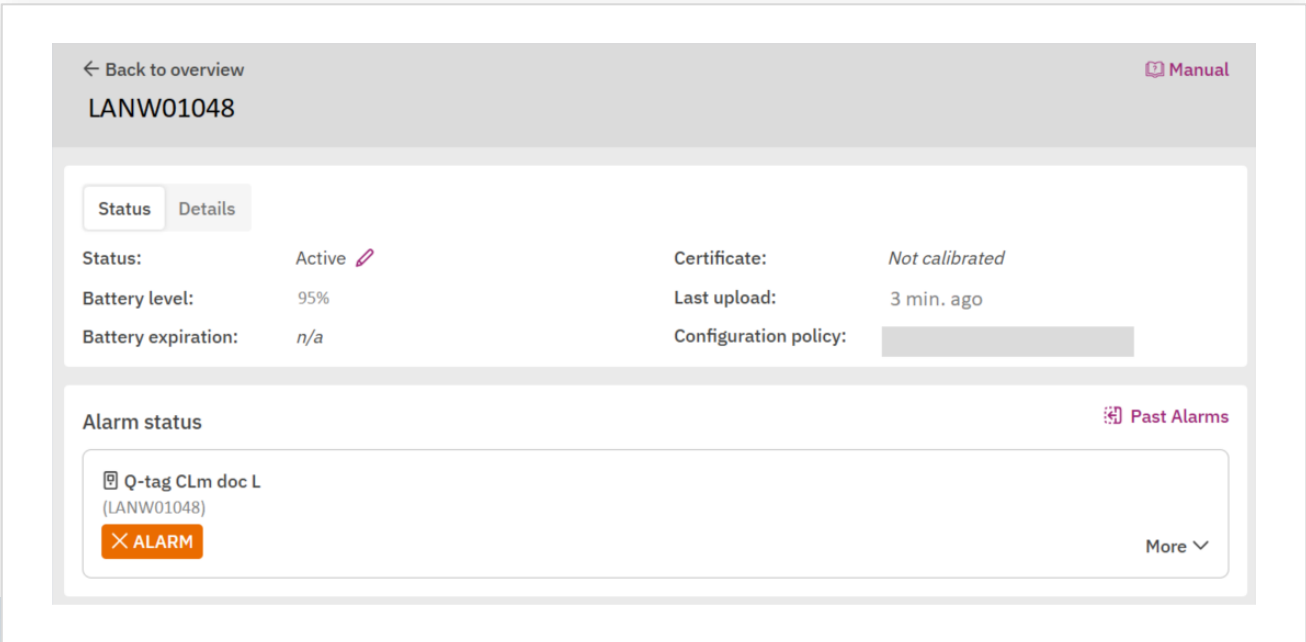 ← Back to overview
Manual
LANW01048
Status Details
Status: Active
Certificate: Not calibrated
Battery level: 95%
Last upload: 3 min. ago
Battery expiration: n/a
Configuration policy:
Alarm status
Past Alarms
Q-tag CLm doc L
(LANW01048)
ALARM
More